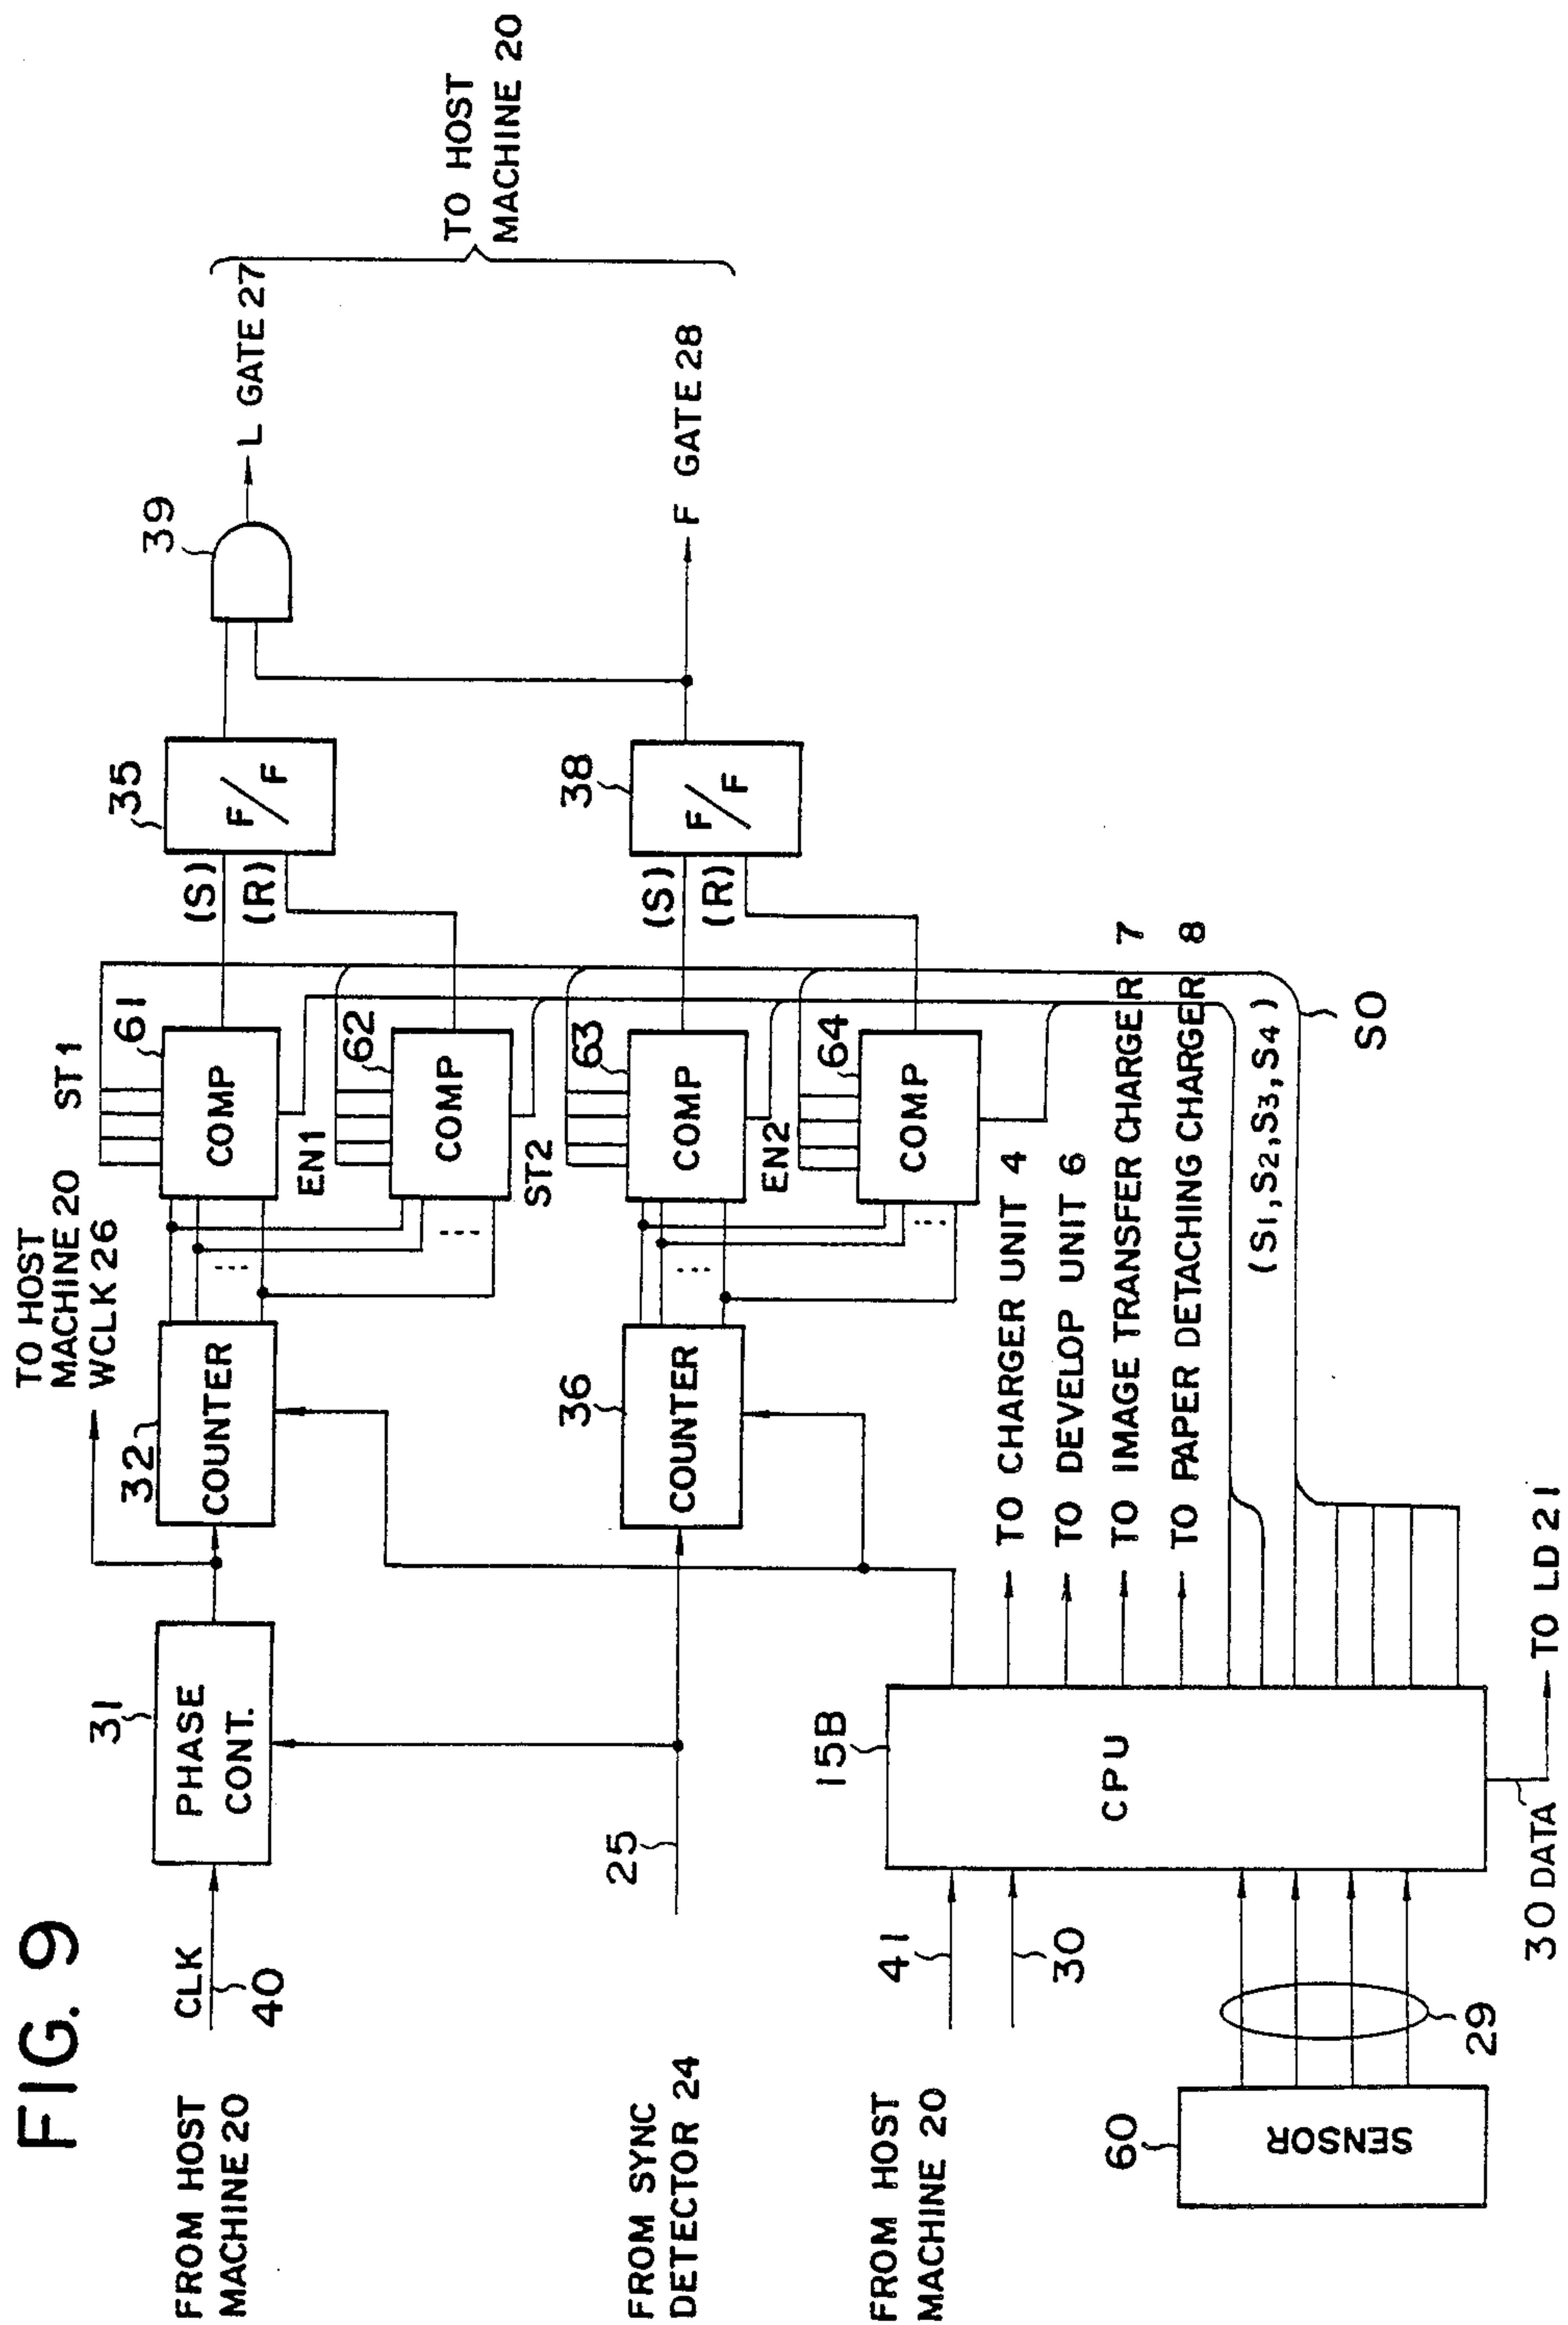 FIG. 9
FROM HOST
MACHINE 20
CLK
40
31
PHASE
CONT.
TO HOST
MACHINE 20
WCLK 26
32
COUNTER
ST1
61
COMP
EN1
62
COMP
(S)
(R)
35
F/F
39
L GATE 27
TO HOST
MACHINE 20
FROM SYNC
DETECTOR 24
25
36
COUNTER
ST2
63
COMP
EN2
64
COMP
(S)
(R)
38
F/F
F GATE 28
FROM HOST
MACHINE 20
41
30
15B
CPU
TO CHARGER UNIT 4
TO DEVELOP UNIT 6
TO IMAGE TRANSFER CHARGER 7
TO PAPER DETACHING CHARGER 8
(S1,S2,S3,S4)
SO
60
SENSOR
29
30 DATA
TO LD 21